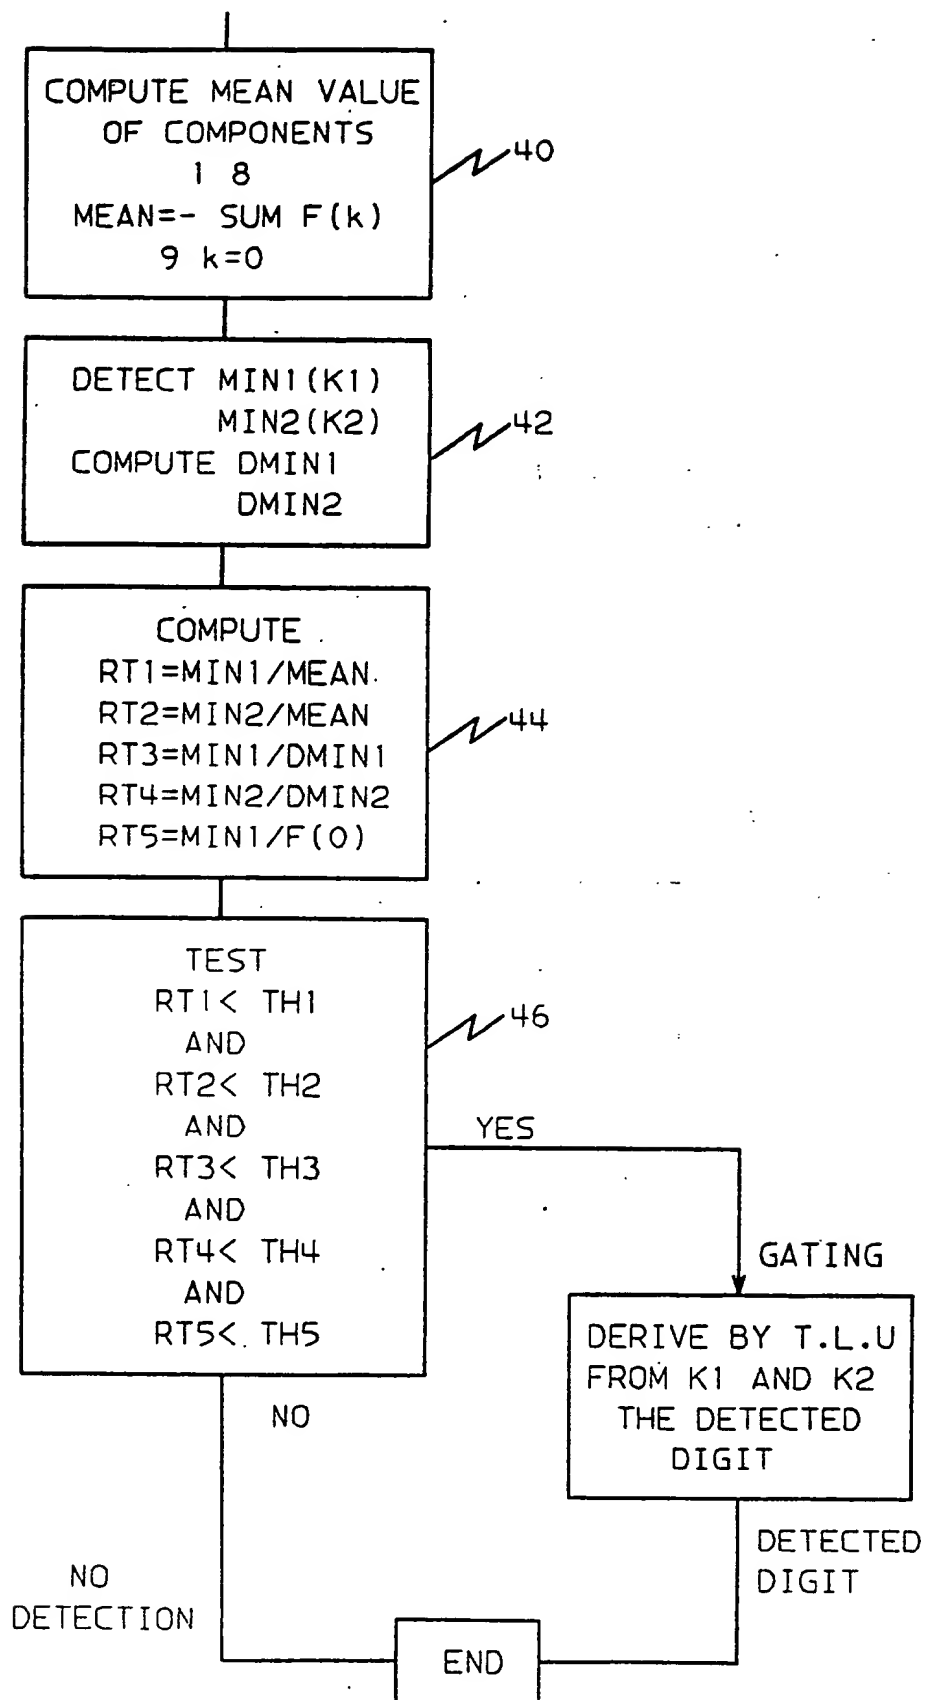 COMPUTE MEAN VALUE
OF COMPONENTS
1 8
MEAN=- SUM F(k)
9 k=0
40
DETECT MIN1(K1)
MIN2(K2)
COMPUTE DMIN1
DMIN2
42
COMPUTE
RT1=MIN1/MEAN
RT2=MIN2/MEAN
RT3=MIN1/DMIN1
RT4=MIN2/DMIN2
RT5=MIN1/F(0)
44
TEST
RT1< TH1
AND
RT2< TH2
AND
RT3< TH3
AND
RT4< TH4
AND
RT5< TH5
46
YES
GATING
DERIVE BY T.L.U
FROM K1 AND K2
THE DETECTED
DIGIT
NO
DETECTED
DIGIT
NO
DETECTION
END